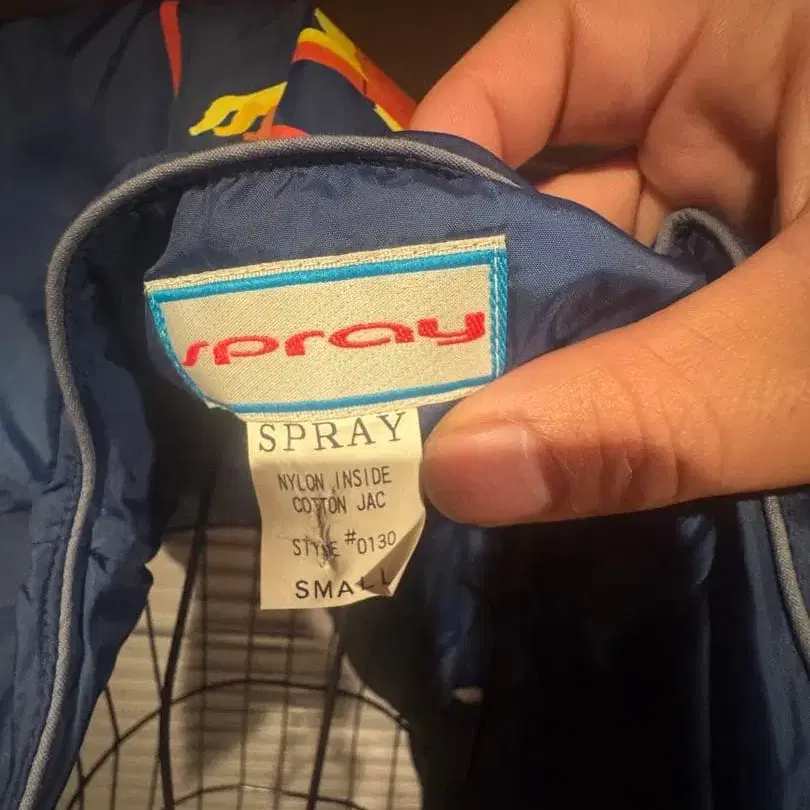 spray
SPRAY
NYLON INSIDE
COTTON JAC
STYLE #0130
SMALL